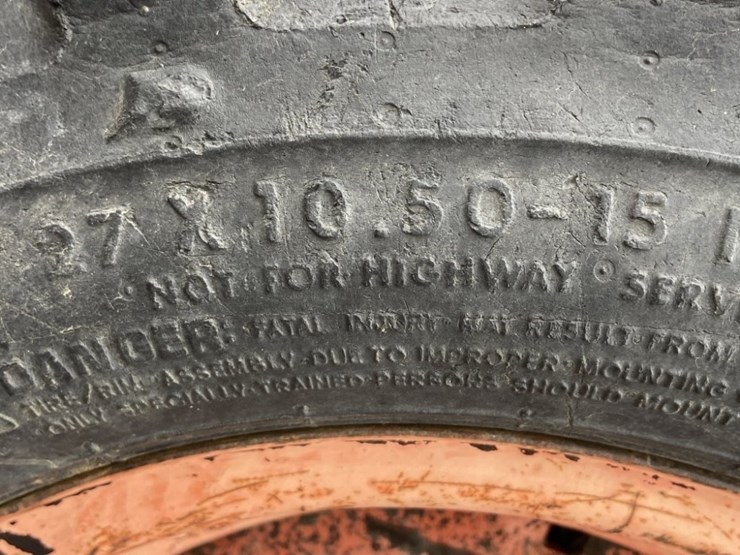 27 X 10.50-15
NOT FOR HIGHWAY SERV
DANGER: FATAL INJURY MAY RESULT FROM
TIRE/RIM ASSEMBLY DUE TO IMPROPER MOUNTING
ONLY SPECIALLY TRAINED PERSONS SHOULD MOUNT